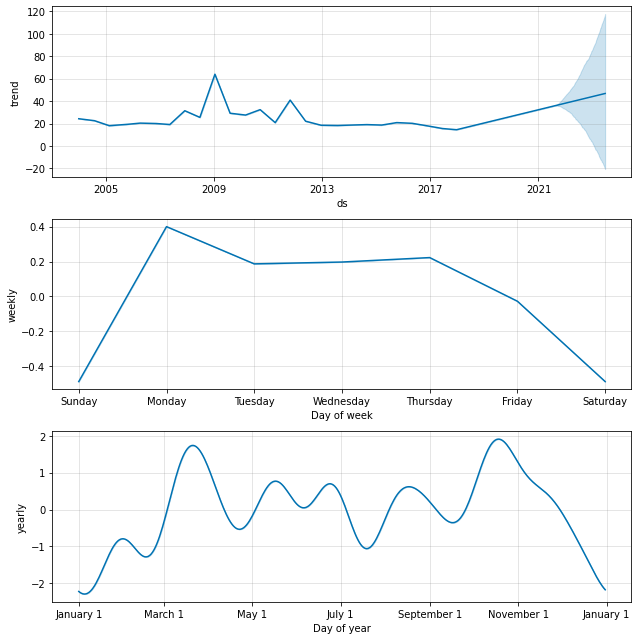 120
100
80
60
40
20
0
−20
trend
2005 2009 2013 2017 2021
ds
0.4
0.2
0.0
−0.2
−0.4
weekly
Sunday Monday Tuesday Wednesday Thursday Friday Saturday
Day of week
2
1
0
−1
−2
yearly
January 1 March 1 May 1 July 1 September 1 November 1 January 1
Day of year